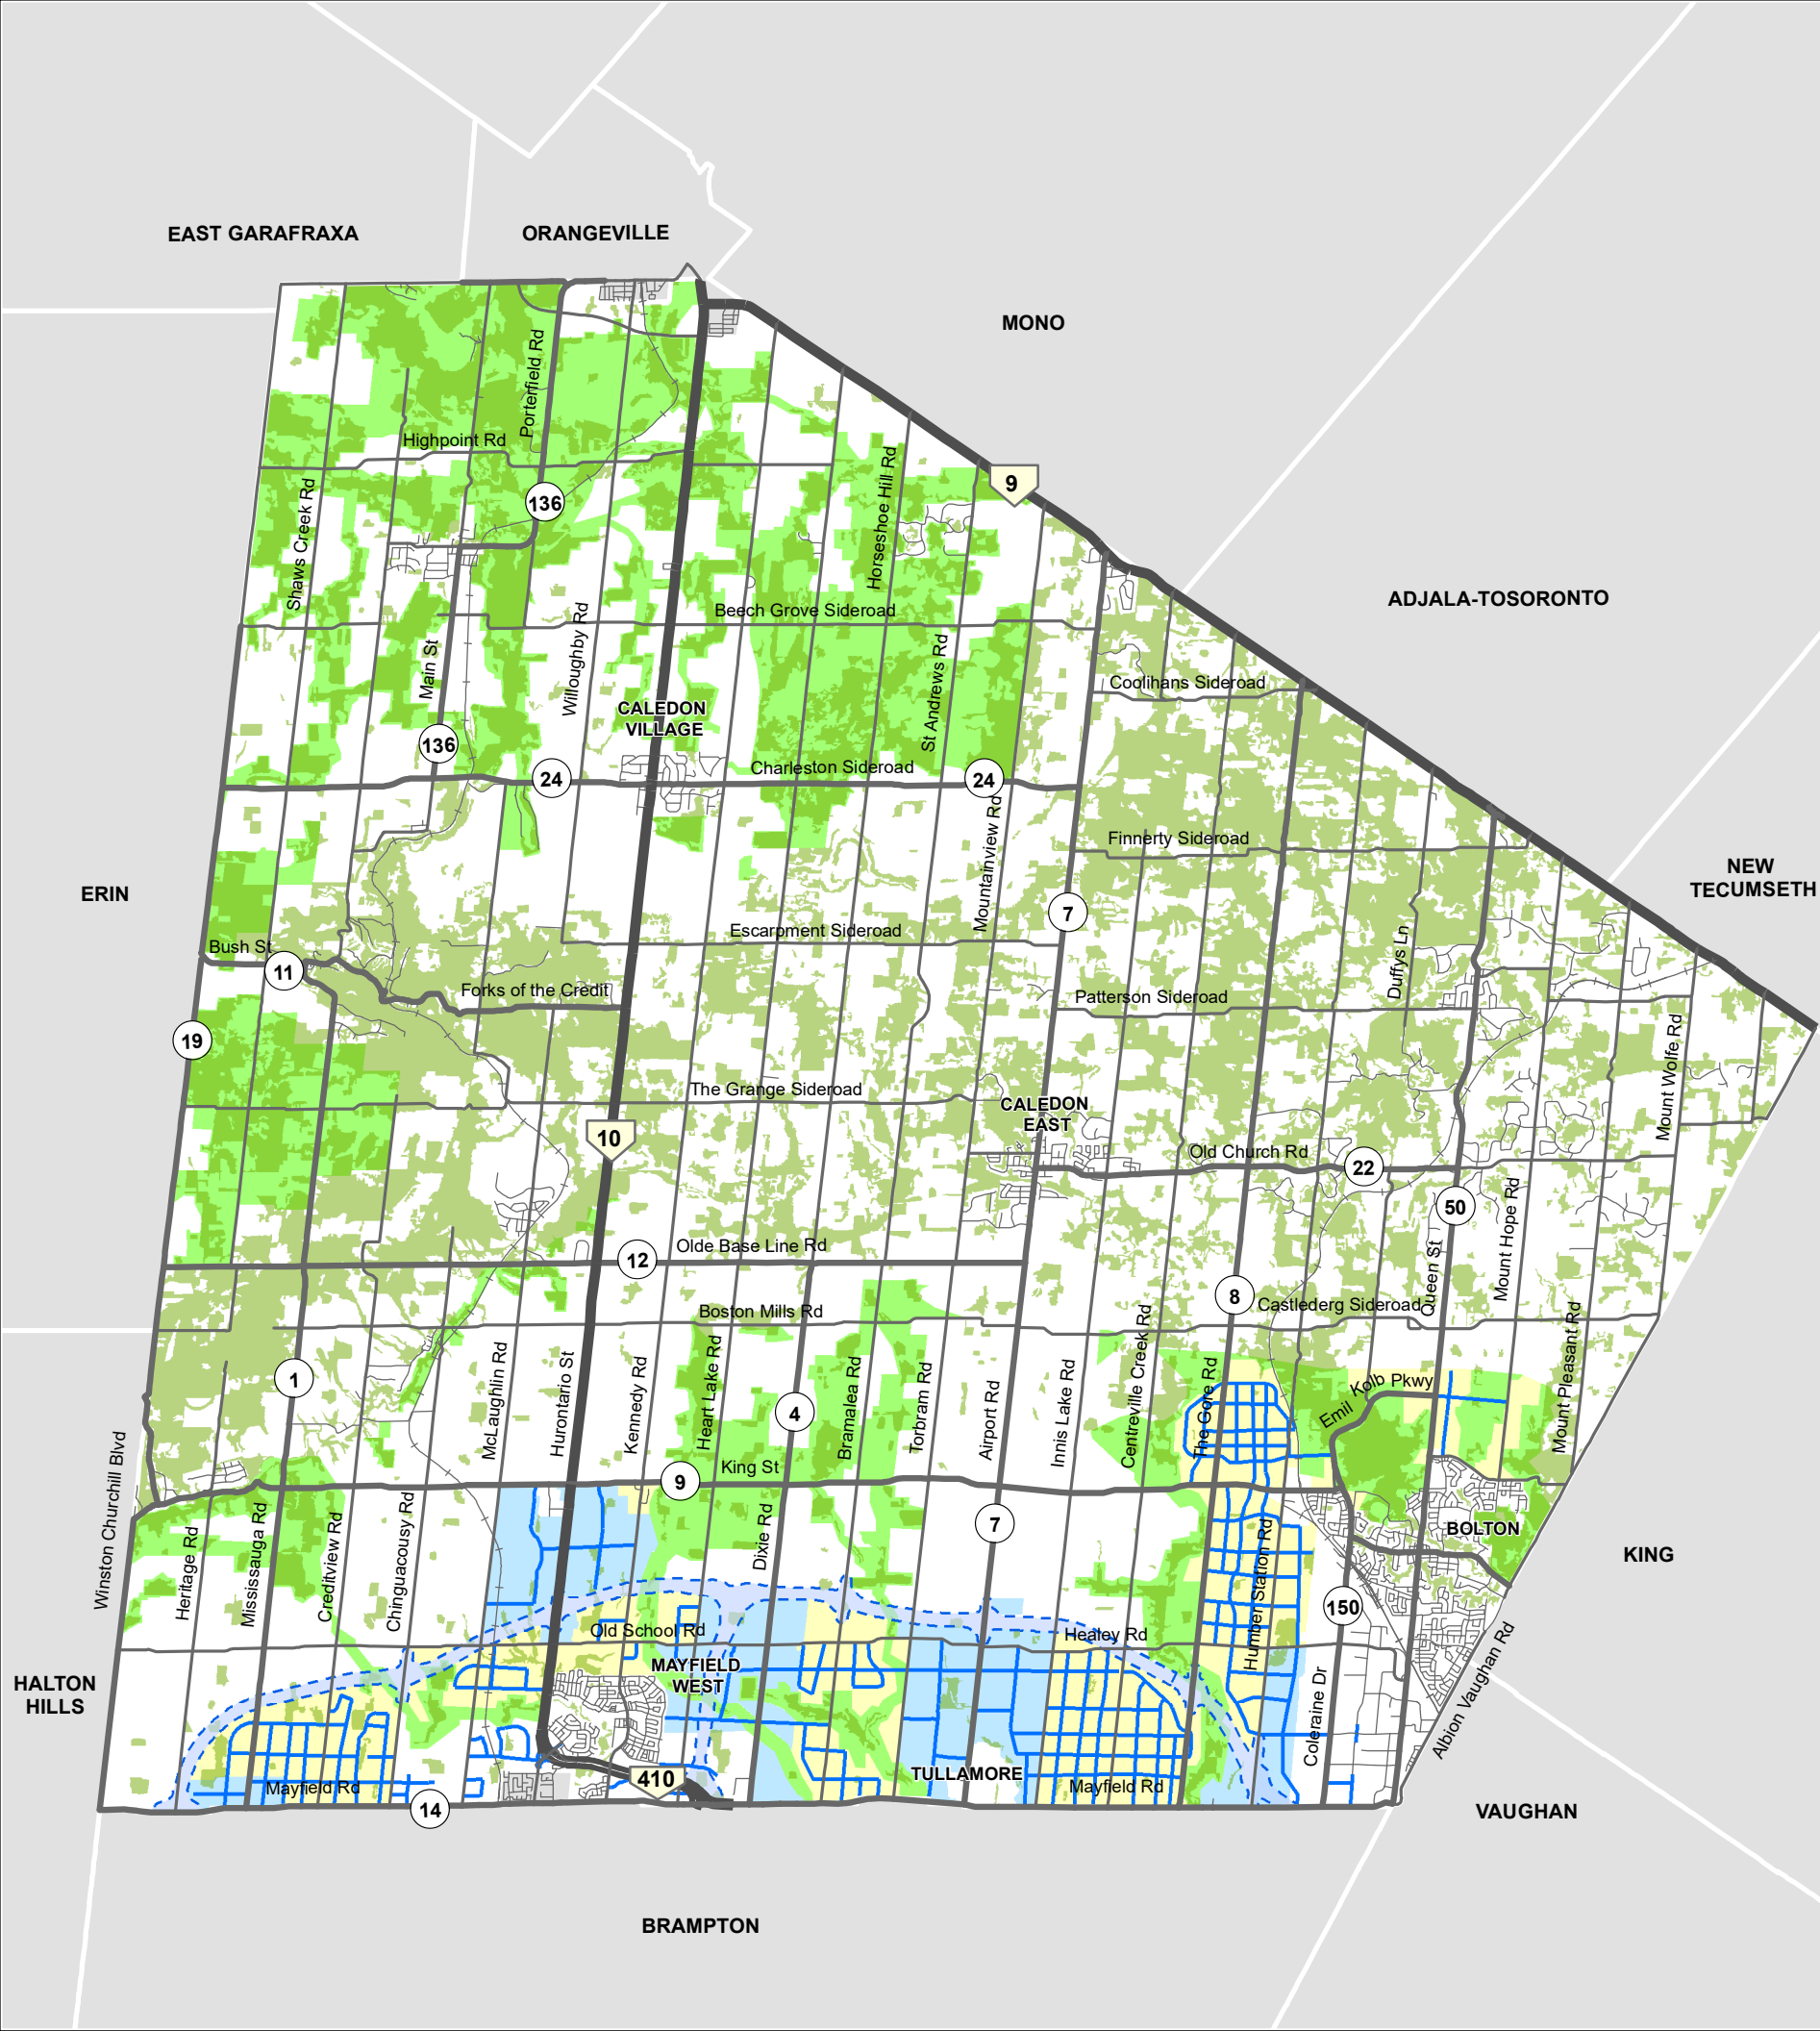 EAST GARAFRAXA
ORANGEVILLE
MONO
Porterfield Rd
Highpoint Rd
Shaws Creek Rd
Horseshoe Hill Rd
9
136
ADJALA-TOSORONTO
Beech Grove Sideroad
Main St
Willoughby Rd
St Andrews Rd
Coolihans Sideroad
CALEDON
VILLAGE
136
24
Charleston Sideroad
24
Mountainview Rd
Finnerty Sideroad
ERIN
NEW
TECUMSETH
7
Bush St
11
Escarpment Sideroad
Duffys Ln
Forks of the Credit
Patterson Sideroad
19
Mount Wolfe Rd
The Grange Sideroad
CALEDON
EAST
10
Old Church Rd
22
50
Mount Hope Rd
Queen St
12
Olde Base Line Rd
8
Castlederg Sideroad
Boston Mills Rd
1
McLaughlin Rd
Hurontario St
Kennedy Rd
Heart Lake Rd
4
Bramalea Rd
Torbram Rd
Airport Rd
Innis Lake Rd
Centreville Creek Rd
The Gore Rd
Emil
Kolb Pkwy
Mount Pleasant Rd
Winston Churchill Blvd
King St
9
7
Heritage Rd
Mississauga Rd
Creditview Rd
Chinguacousy Rd
Dixie Rd
Humber Station Rd
BOLTON
KING
150
Old School Rd
Healey Rd
MAYFIELD
WEST
HALTON
HILLS
Coleraine Dr
Albion Vaughan Rd
Mayfield Rd
410
TULLAMORE
Mayfield Rd
14
VAUGHAN
BRAMPTON